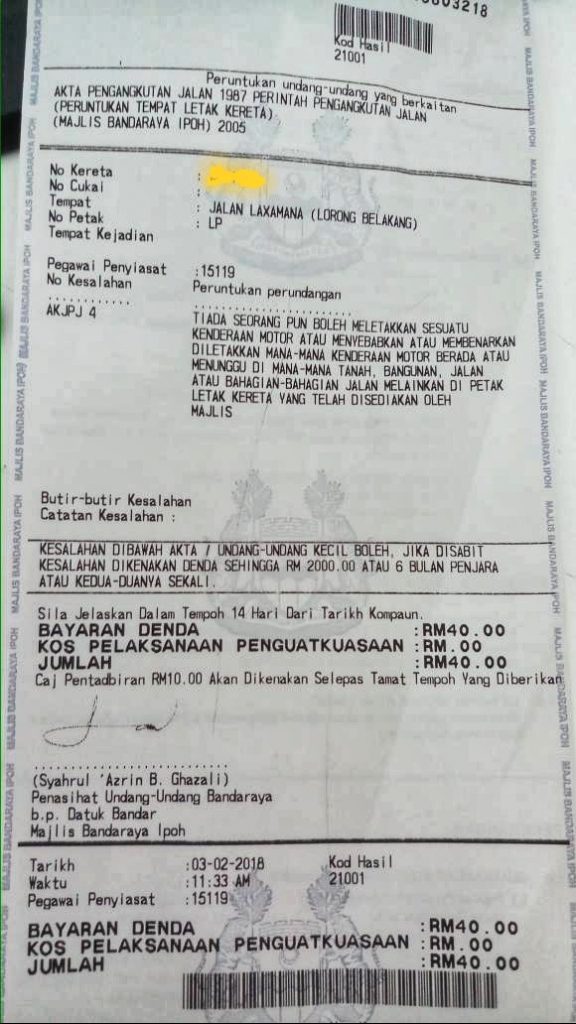 3218
Kod Hasil
21001
Peruntukan undang-undang yang berkaitan
AKTA PENGANGKUTAN JALAN 1987 PERINTAH PENGANGKUTAN JALAN
(PERUNTUKAN TEMPAT LETAK KERETA)
(MAJLIS BANDARAYA IPOH) 2005
No Kereta :
No Cukai :
Tempat : JALAN LAXAMANA (LORONG BELAKANG)
No Petak : LP
Tempat Kejadian
Pegawai Penyiasat :15119
No Kesalahan Peruntukan perundangan
............ ........................
AKJPJ 4 TIADA SEORANG PUN BOLEH MELETAKKAN SESUATU
KENDERAAN MOTOR ATAU MENYEBABKAN ATAU MEMBENARKAN
DILETAKKAN MANA-MANA KENDERAAN MOTOR BERADA ATAU
MENUNGGU DI MANA-MANA TANAH, BANGUNAN, JALAN
ATAU BAHAGIAN-BAHAGIAN JALAN MELAINKAN DI PETAK
LETAK KERETA YANG TELAH DISEDIAKAN OLEH
MAJLIS
Butir-butir Kesalahan
Catatan Kesalahan :
KESALAHAN DIBAWAH AKTA / UNDANG-UNDANG KECIL BOLEH, JIKA DISABIT
KESALAHAN DIKENAKAN DENDA SEHINGGA RM 2000.00 ATAU 6 BULAN PENJARA
ATAU KEDUA-DUANYA SEKALI.
Sila Jelaskan Dalam Tempoh 14 Hari Dari Tarikh Kompaun.
BAYARAN DENDA :RM40.00
KOS PELAKSANAAN PENGUATKUASAAN :RM.00
JUMLAH :RM40.00
Caj Pentadbiran RM10.00 Akan Dikenakan Selepas Tamat Tempoh Yang Diberikan
..........................
(Syahrul 'Azrin B. Ghazali)
Penasihat Undang-Undang Bandaraya
b.p. Datuk Bandar
Majlis Bandaraya Ipoh
Tarikh :03-02-2018 Kod Hasil
Waktu :11:33 AM 21001
Pegawai Penyiasat :15119
BAYARAN DENDA :RM40.00
KOS PELAKSANAAN PENGUATKUASAAN :RM.00
JUMLAH :RM40.00
MAJLIS BANDARAYA IPOH
MAJLIS BANDARAYA IPOH